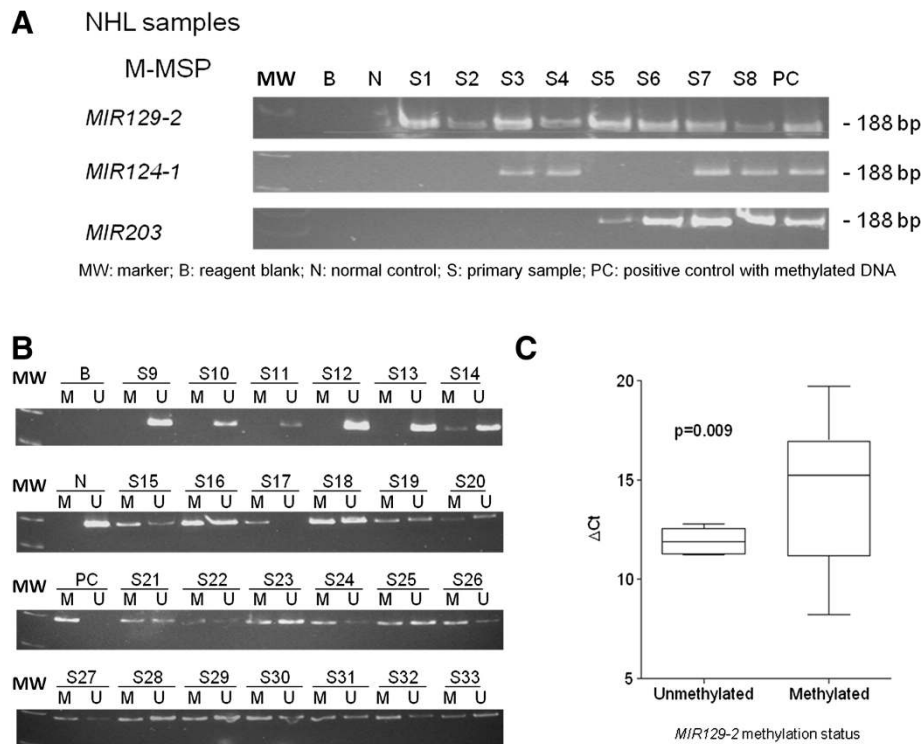 A NHL samples
M-MSP
MW B N S1 S2 S3 S4 S5 S6 S7 S8 PC
MIR129-2 - 188 bp
MIR124-1 - 188 bp
MIR203 - 188 bp
MW: marker; B: reagent blank; N: normal control; S: primary sample; PC: positive control with methylated DNA
B
MW B S9 S10 S11 S12 S13 S14
M U M U M U M U M U M U M U
MW N S15 S16 S17 S18 S19 S20
M U M U M U M U M U M U M U
MW PC S21 S22 S23 S24 S25 S26
M U M U M U M U M U M U M U
MW S27 S28 S29 S30 S31 S32 S33
M U M U M U M U M U M U M U
C
20
p=0.009
15
ΔCt
10
5
Unmethylated Methylated
MIR129-2 methylation status